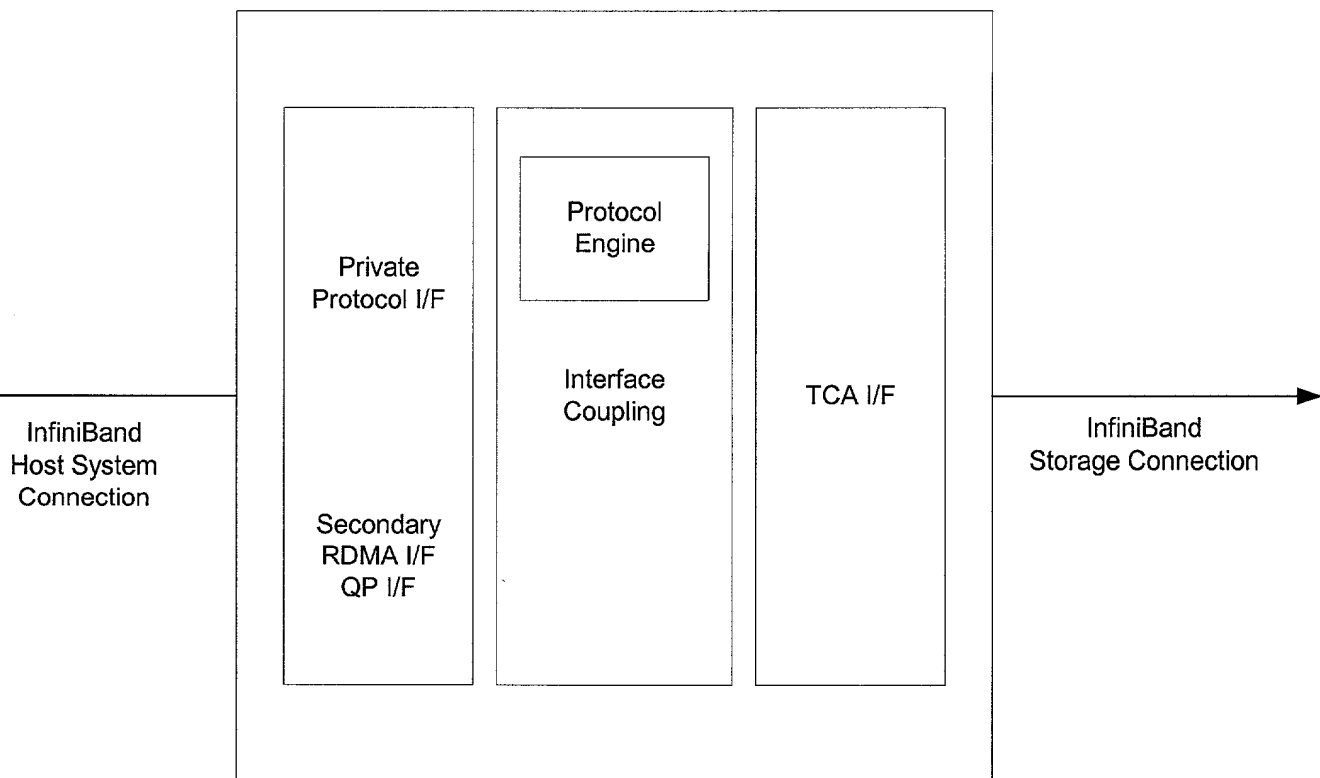 Protocol
Engine
Private
Protocol I/F
Interface
Coupling
TCA I/F
InfiniBand
Host System
Connection
InfiniBand
Storage Connection
Secondary
RDMA I/F
QP I/F